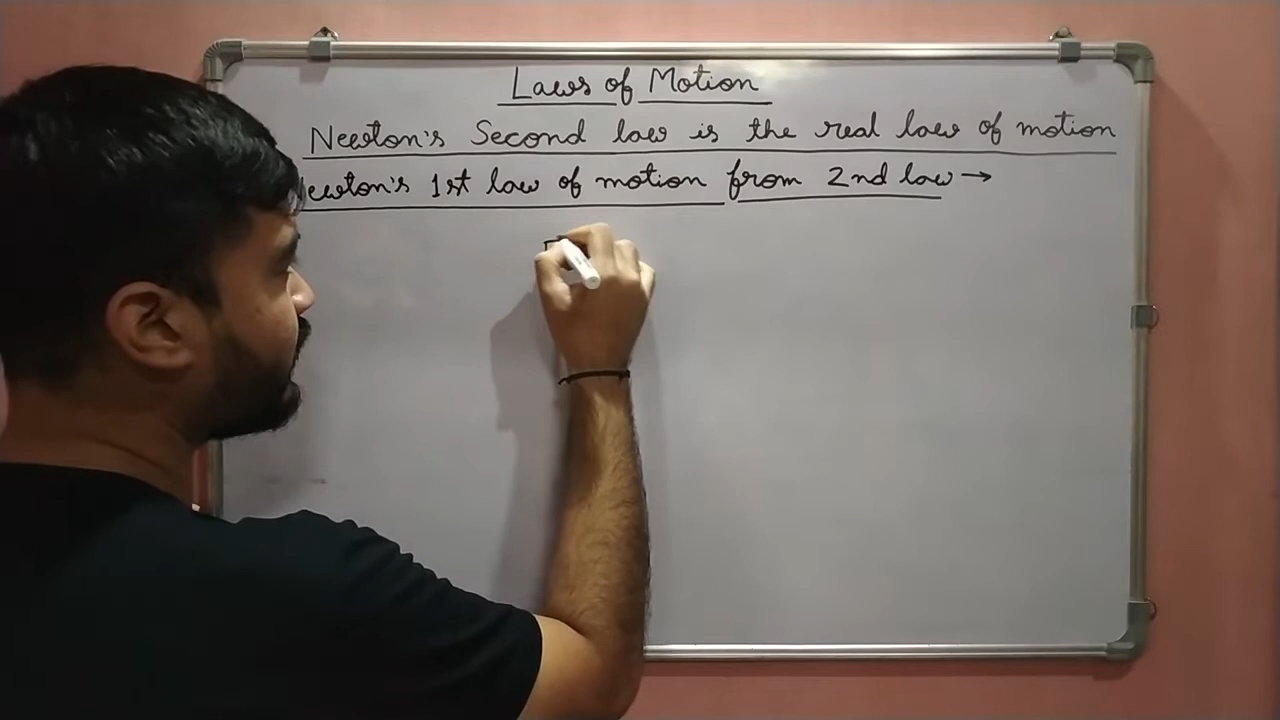 Laws of Motion
Newton's Second law is the real law of motion
Newton's 1st law of motion from 2nd law →